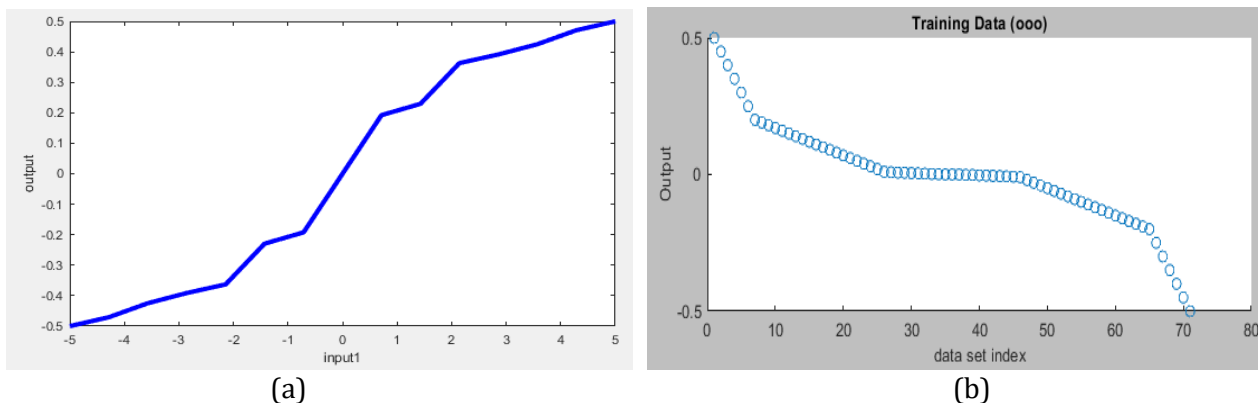 0.5
0.4
0.3
0.2
0.1
0
-0.1
-0.2
-0.3
-0.4
-0.5
output
-5 -4 -3 -2 -1 0 1 2 3 4 5
input1
(a)
Training Data (ooo)
0.5
0
-0.5
Output
0 10 20 30 40 50 60 70 80
data set index
(b)